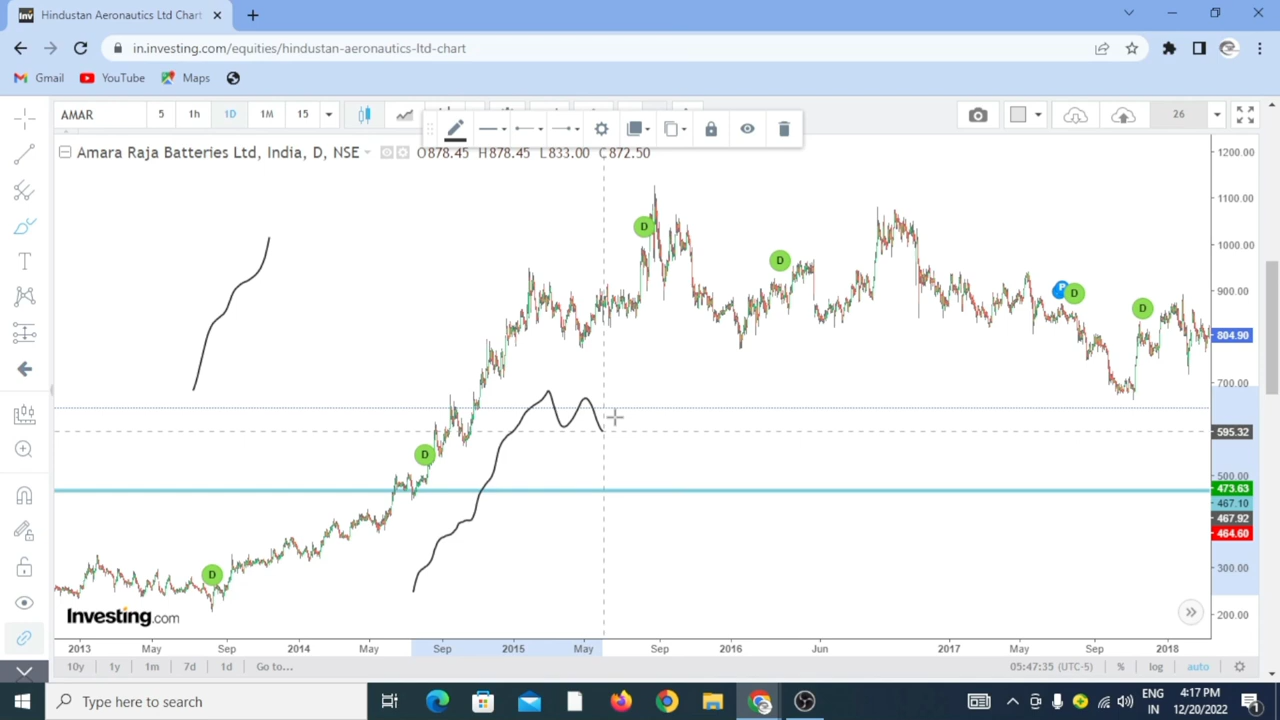 Hindustan Aeronautics Ltd Chart
in.investing.com/equities/hindustan-aeronautics-ltd-chart
Gmail YouTube Maps
AMAR 5 1h 1D 1M 15 26
Amara Raja Batteries Ltd, India, D, NSE O878.45 H878.45 L833.00 C872.50
1200.00
1100.00
D
1000.00
D
900.00
P D
D
804.90
700.00
595.32
D
500.00
473.63
467.10
467.92
464.60
D
300.00
Investing.com
200.00
2013 May Sep 2014 May Sep 2015 May Sep 2016 Jun 2017 May Sep 2018
10y 1y 1m 7d 1d Go to... 05:47:35 (UTC-5) % log auto
Type here to search
ENG
IN
4:17 PM
12/20/2022
1